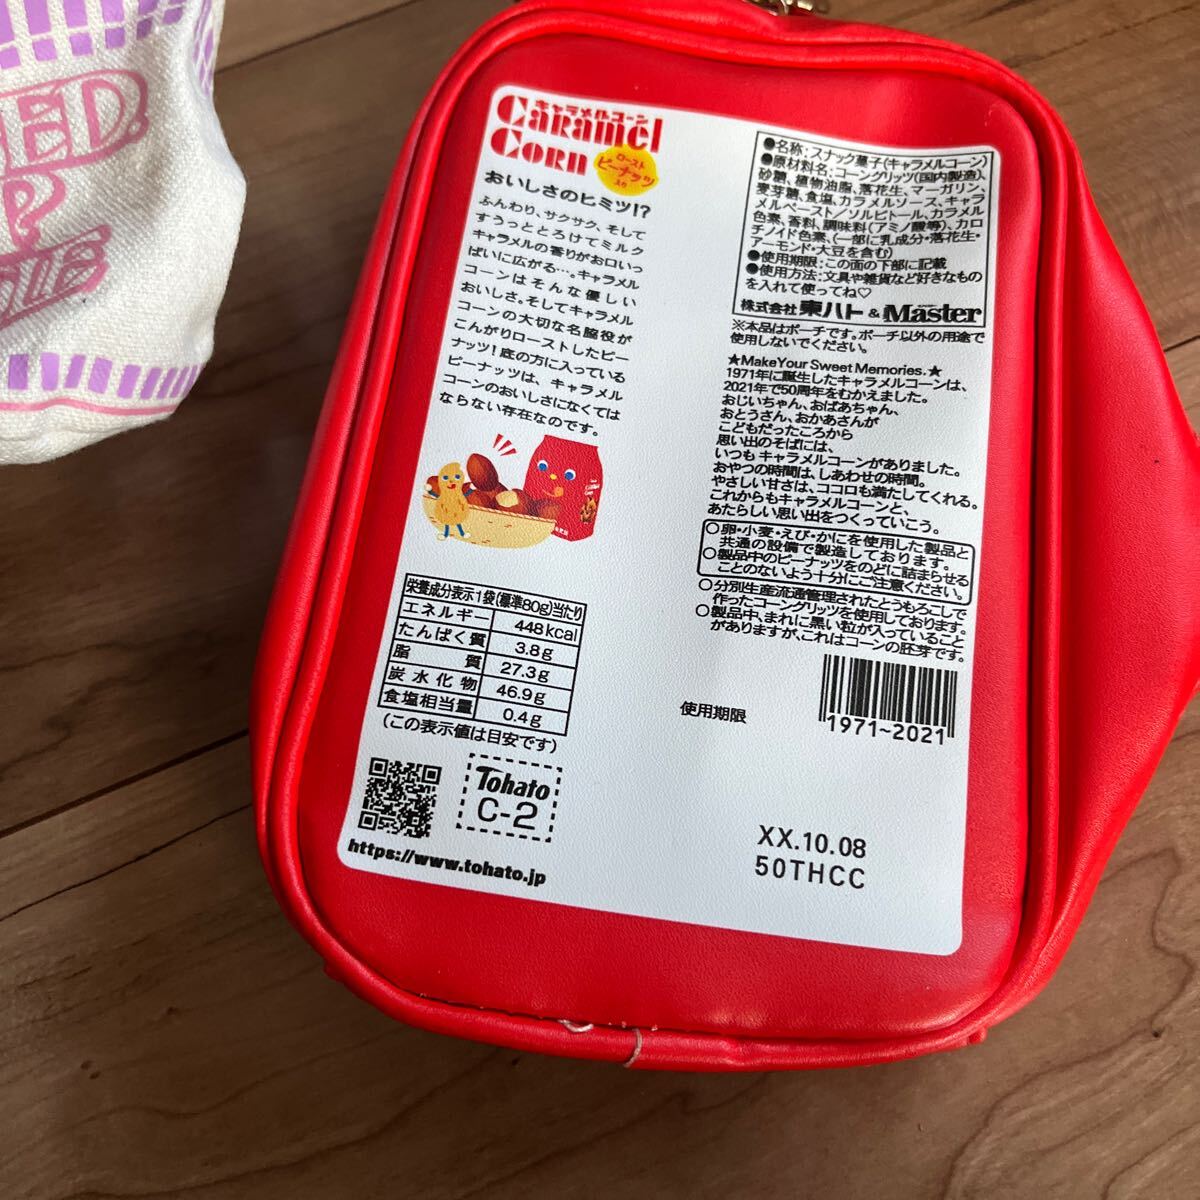 キャラメルコーン
Caramel
Corn
ロースト
ピーナッツ
入り
おいしさのヒミツ!?
ふんわり、サクサク、そして
すうっととろけてミルク
キャラメルの香りがお口いっ
ぱいに広がる…。キャラメル
コーンはそんな優しい
おいしさ。そしてキャラメル
コーンの大切な名脇役が
こんがりローストしたピー
ナッツ!底の方に入っている
ピーナッツは、キャラメル
コーンのおいしさになくては
ならない存在なのです。
栄養成分表示1袋(標準80g)当たり
エネルギー 448kcal
たんぱく質 3.8g
脂質 27.3g
炭水化物 46.9g
食塩相当量 0.4g
(この表示値は目安です)
Tohato
C-2
https://www.tohato.jp
●名称:スナック菓子(キャラメルコーン)
●原材料名:コーングリッツ(国内製造)、
砂糖、植物油脂、落花生、マーガリン、
麦芽糖、食塩、カラメルソース、キャラ
メルペースト/ソルビトール、カラメル
色素、香料、調味料(アミノ酸等)、カロ
チノイド色素、(一部に乳成分・落花生・
アーモンド・大豆を含む)
●使用期限:この面の下部に記載
●使用方法:文具や雑貨など好きなもの
を入れて使ってね♡
株式会社 東ハト & Master
※本品はポーチです。ポーチ以外の用途で
使用しないでください。
★Make Your Sweet Memories.★
1971年に誕生したキャラメルコーンは、
2021年で50周年をむかえました。
おじいちゃん、おばあちゃん、
おとうさん、おかあさんが
こどもだったころから
思い出のそばには、
いつもキャラメルコーンがありました。
おやつの時間は、しあわせの時間。
やさしい甘さは、ココロも満たしてくれる。
これからもキャラメルコーンと、
あたらしい思い出をつくっていこう。
○卵・小麦・えび・かにを使用した製品と
共通の設備で製造しております。
○製品中のピーナッツをのどに詰まらせる
ことのないよう十分にご注意ください。
○分別生産流通管理されたとうもろこしで
作ったコーングリッツを使用しております。
○製品中、まれに黒い粒が入っていること
がありますが、これはコーンの胚芽です。
1971~2021
使用期限
XX.10.08
50THCC